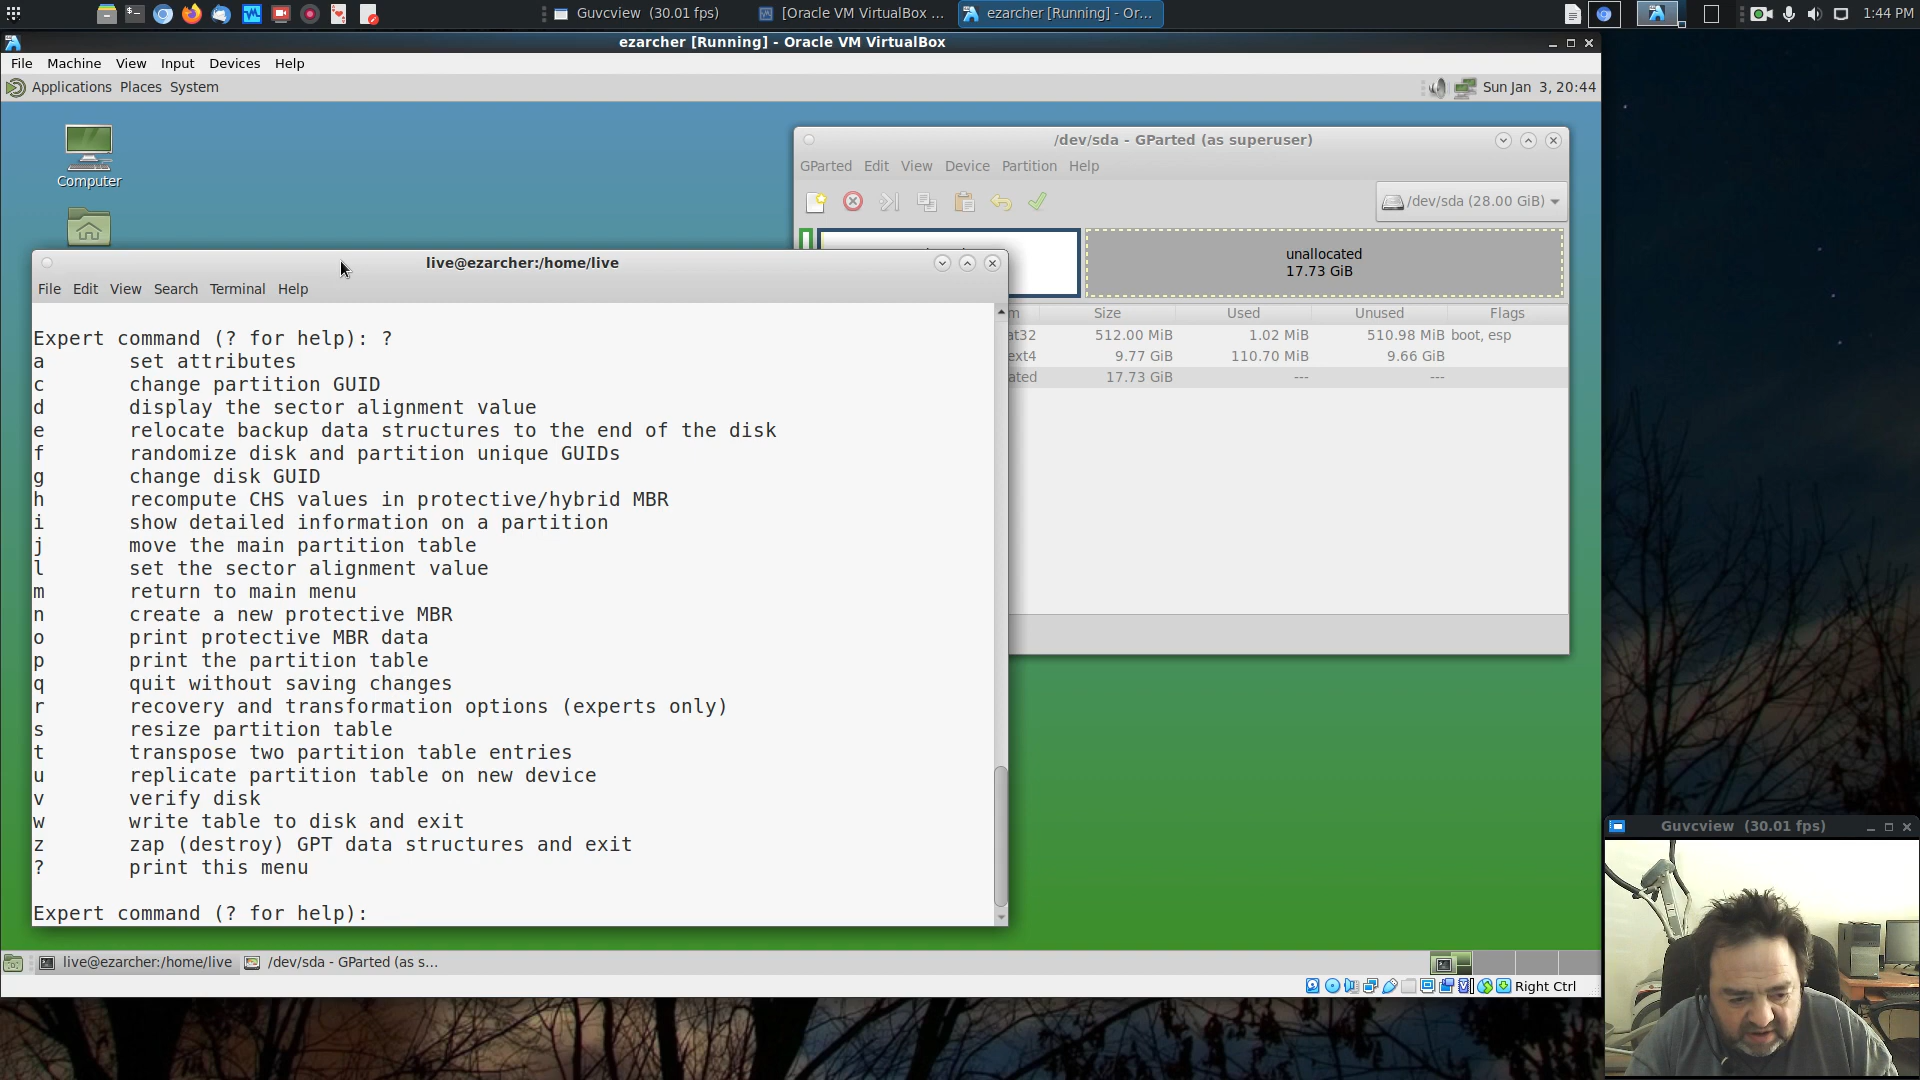 Guvcview (30.01 fps)
[Oracle VM VirtualBox ...
ezarcher [Running] - Or...
1:44 PM
ezarcher [Running] - Oracle VM VirtualBox
File Machine View Input Devices Help
Applications Places System
Sun Jan 3, 20:44
Computer
/dev/sda - GParted (as superuser)
GParted Edit View Device Partition Help
/dev/sda (28.00 GiB)
unallocated
17.73 GiB
m Size Used Unused Flags
at32 512.00 MiB 1.02 MiB 510.98 MiB boot, esp
ext4 9.77 GiB 110.70 MiB 9.66 GiB
ated 17.73 GiB --- ---
live@ezarcher:/home/live
File Edit View Search Terminal Help
Expert command (? for help): ?
a set attributes
c change partition GUID
d display the sector alignment value
e relocate backup data structures to the end of the disk
f randomize disk and partition unique GUIDs
g change disk GUID
h recompute CHS values in protective/hybrid MBR
i show detailed information on a partition
j move the main partition table
l set the sector alignment value
m return to main menu
n create a new protective MBR
o print protective MBR data
p print the partition table
q quit without saving changes
r recovery and transformation options (experts only)
s resize partition table
t transpose two partition table entries
u replicate partition table on new device
v verify disk
w write table to disk and exit
z zap (destroy) GPT data structures and exit
? print this menu
Expert command (? for help):
live@ezarcher:/home/live
/dev/sda - GParted (as s...
Right Ctrl
Guvcview (30.01 fps)